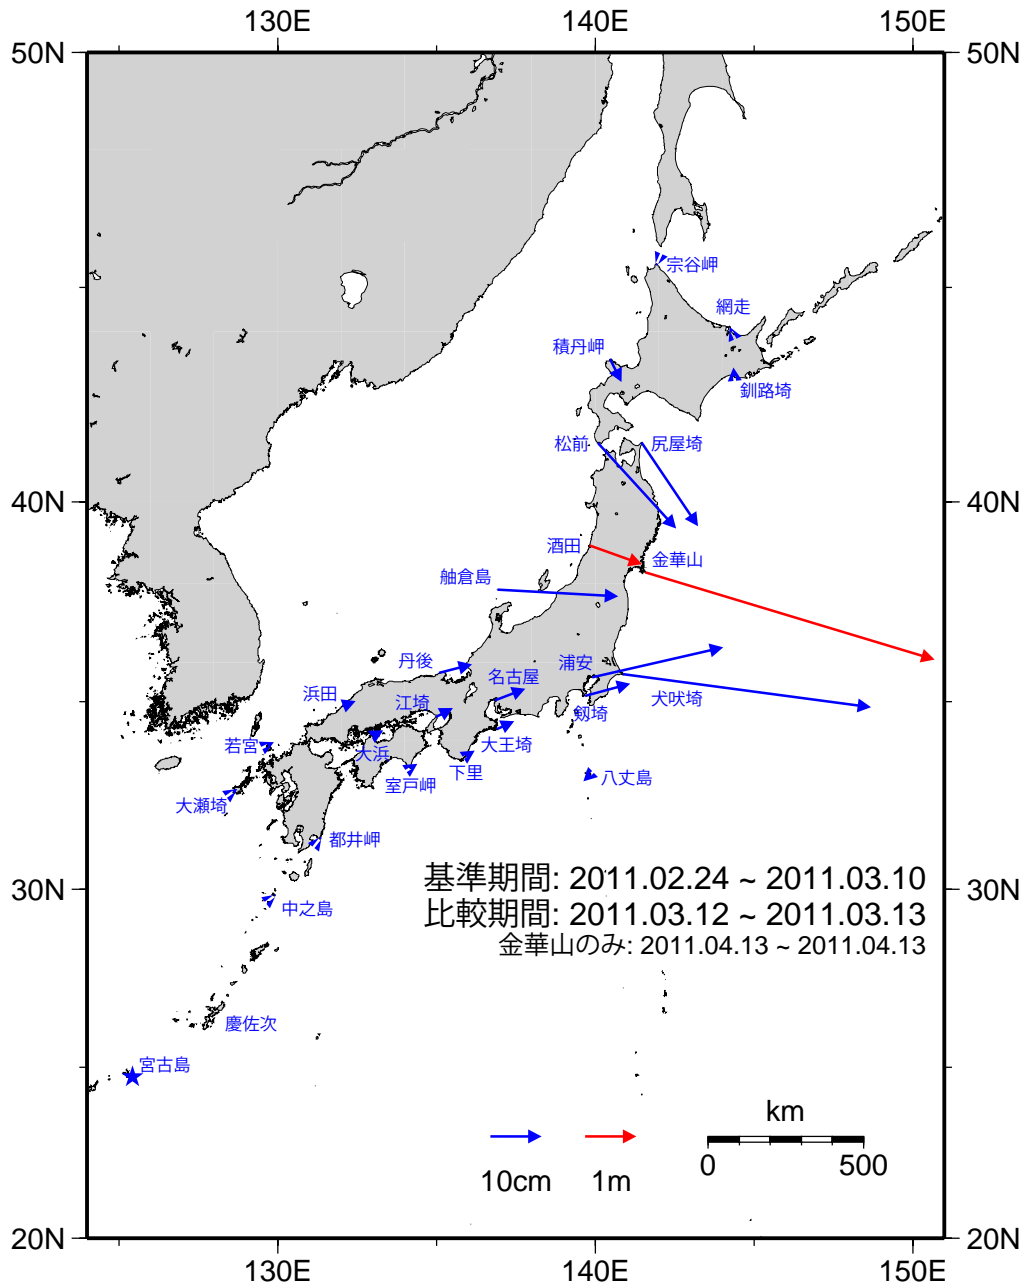 130E 140E 150E
50N 50N
宗谷岬
網走
積丹岬
釧路埼
松前 尻屋埼
40N 40N
酒田 金華山
舳倉島
丹後 浦安
名古屋
浜田 江埼 犬吠埼
剱埼
若宮 大浜 大王埼
下里 八丈島
室戸岬
大瀬埼
都井岬
基準期間: 2011.02.24 ~ 2011.03.10
30N 30N
中之島
比較期間: 2011.03.12 ~ 2011.03.13
金華山のみ: 2011.04.13 ~ 2011.04.13
慶佐次
宮古島
km
0 500
10cm 1m
20N 20N
130E 140E 150E